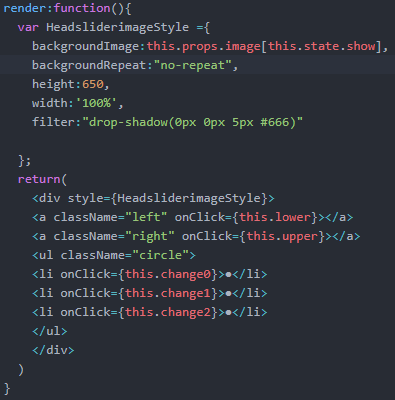 render:function(){
var HeadsliderimageStyle ={
backgroundImage:this.props.image[this.state.show],
backgroundRepeat:"no-repeat",
height:650,
width:'100%',
filter:"drop-shadow(0px 0px 5px #666)"
};
return(
<div style={HeadsliderimageStyle}>
<a className="left" onClick={this.lower}></a>
<a className="right" onClick={this.upper}></a>
<ul className="circle">
<li onClick={this.change0}>●</li>
<li onClick={this.change1}>●</li>
<li onClick={this.change2}>●</li>
</ul>
</div>
)
}